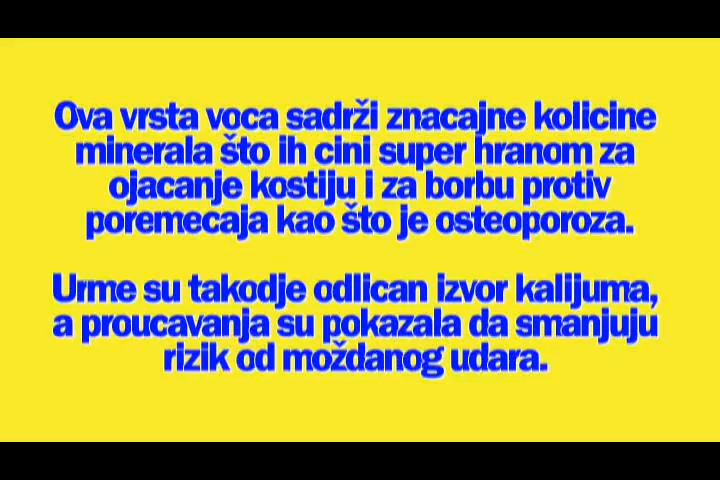 Ova vrsta voca sadrži znacajne kolicine
minerala što ih cini super hranom za
ojacanje kostiju i za borbu protiv
poremecaja kao što je osteoporoza.
Urme su takodje odlican izvor kalijuma,
a proucavanja su pokazala da smanjuju
rizik od moždanog udara.